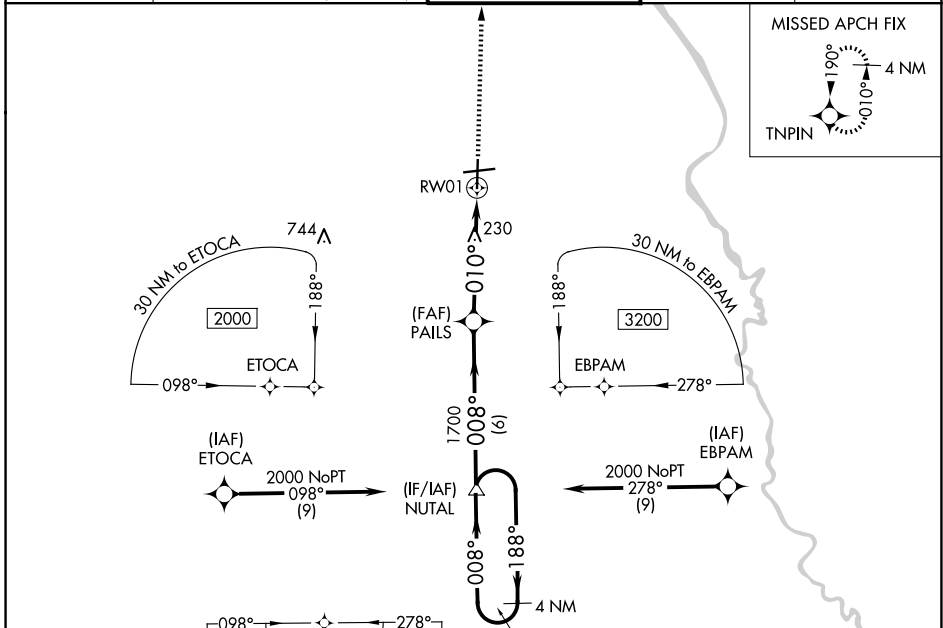 MISSED APCH FIX
190°
4 NM
010°
TNPIN
RW01
744
230
30 NM to ETOCA
30 NM to EBPAM
010°
188°
188°
2000
(FAF)
PAILS
3200
ETOCA
EBPAM
098°
278°
1700
008°
(6)
(IAF)
ETOCA
(IAF)
EBPAM
2000 NoPT
098°
(9)
(IF/IAF)
NUTAL
2000 NoPT
278°
(9)
008°
188°
4 NM
098°
278°